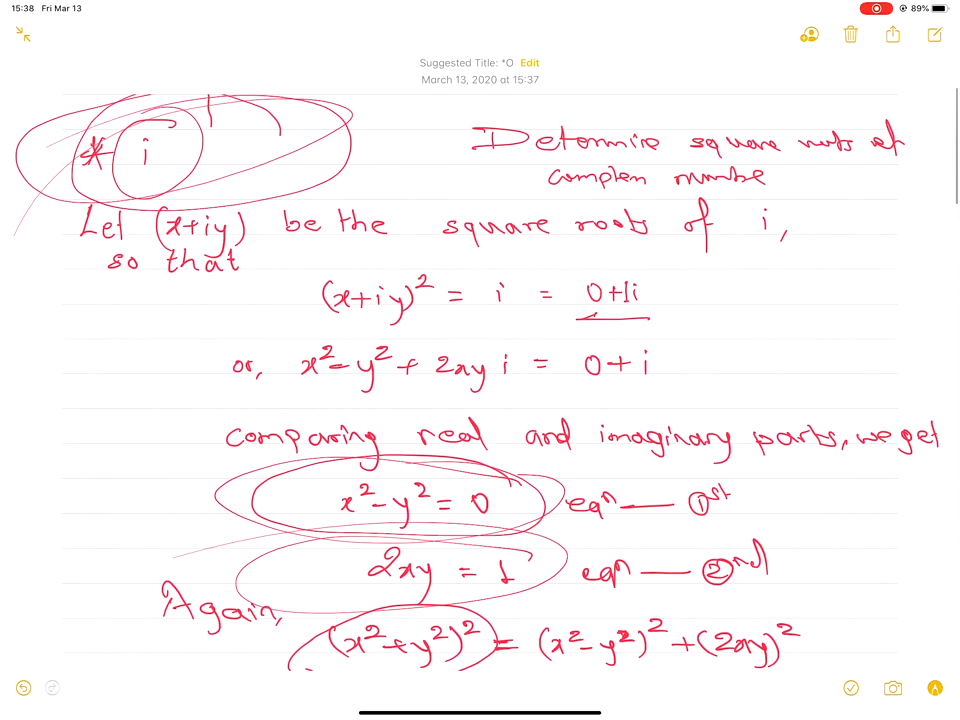 15:38 Fri Mar 13
89%
Suggested Title: *O Edit
March 13, 2020 at 15:37
* i
Determine square roots of
complex number
Let (x+iy) be the square roots of i,
so that
(x+iy)² = i = 0+1i
or, x²-y²+2xyi = 0+i
comparing real and imaginary parts, we get
x²-y²=0 eqⁿ — 1st
2xy = 1 eqⁿ — 2nd
Again,
(x²+y²)² = (x²-y²)²+(2xy)²